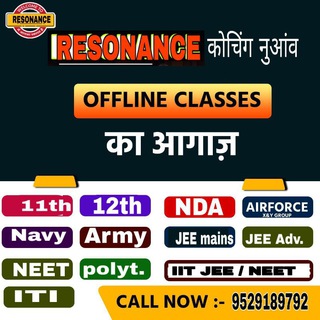 RESONANCE
RESONANCE कोचिंग नुआंव
OFFLINE CLASSES
का आगाज़
11th 12th NDA AIRFORCE
X&Y GROUP
Navy Army JEE mains JEE Adv.
NEET polyt. IIT JEE / NEET
ITI
CALL NOW :- 9529189792